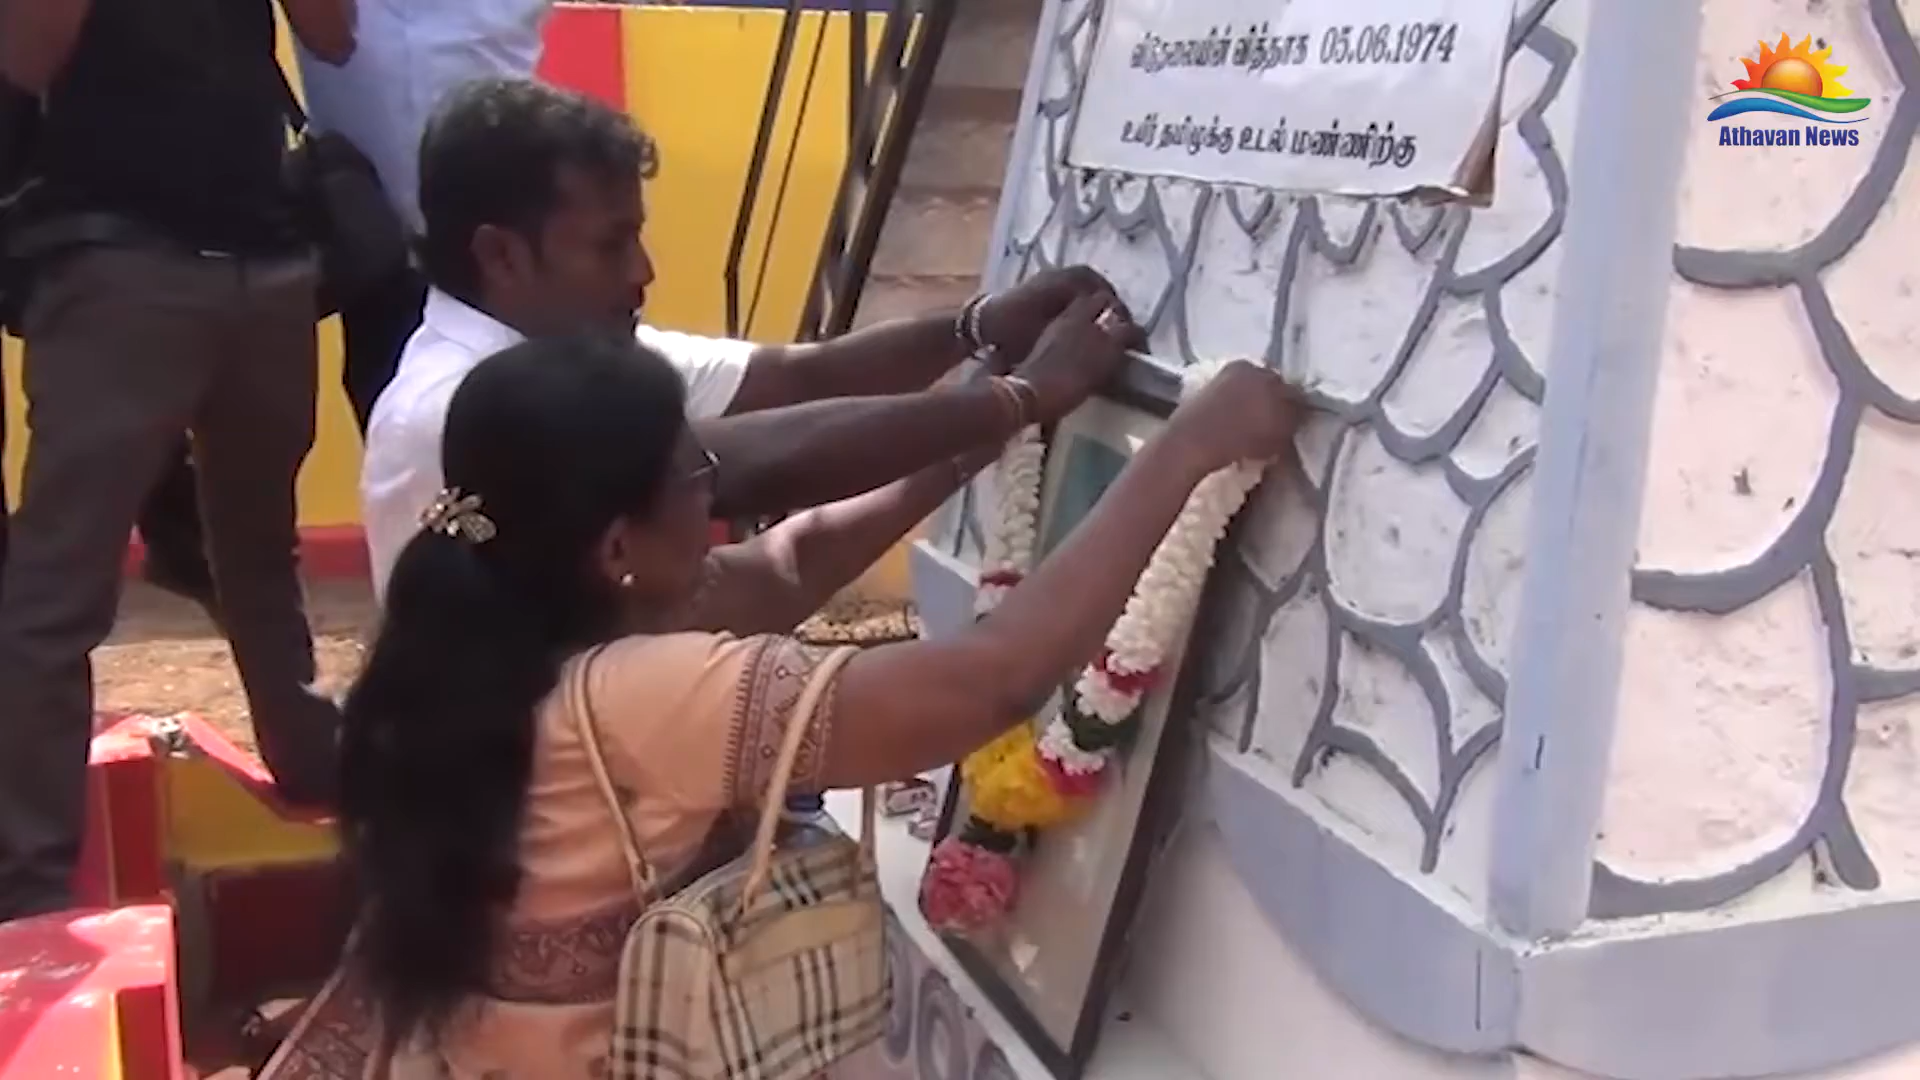 விடுதலையின் வித்தாக 05.06.1974
உயிர் தமிழுக்கு உடல் மண்ணிற்கு
Athavan News